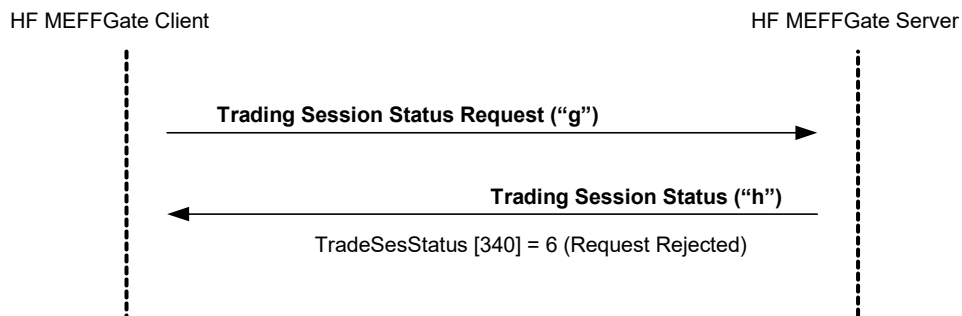 HF MEFFGate Client
HF MEFFGate Server
Trading Session Status Request (“g”)
Trading Session Status (“h”)
TradeSesStatus [340] = 6 (Request Rejected)